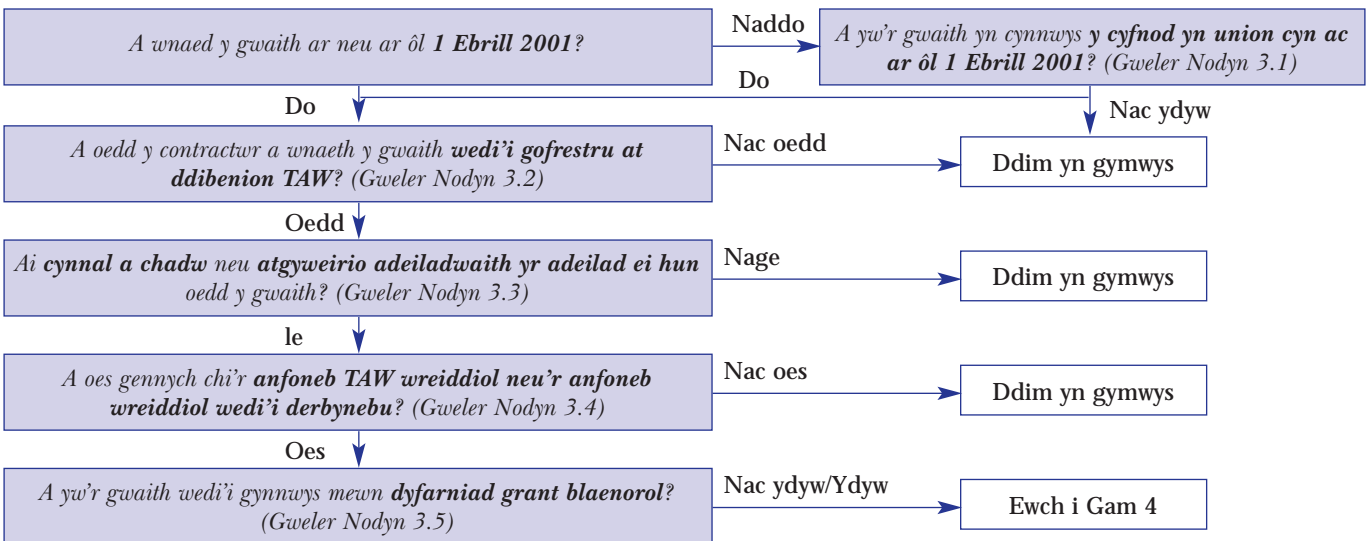 A wnaed y gwaith ar neu ar ôl 1 Ebrill 2001?
Naddo
A yw'r gwaith yn cynnwys y cyfnod yn union cyn ac
ar ôl 1 Ebrill 2001? (Gweler Nodyn 3.1)
Do
Do
Nac ydyw
A oedd y contractwr a wnaeth y gwaith wedi'i gofrestru at
ddibenion TAW? (Gweler Nodyn 3.2)
Nac oedd
Ddim yn gymwys
Oedd
Ai cynnal a chadw neu atgyweirio adeiladwaith yr adeilad ei hun
oedd y gwaith? (Gweler Nodyn 3.3)
Nage
Ddim yn gymwys
Ie
A oes gennych chi'r anfoneb TAW wreiddiol neu'r anfoneb
wreiddiol wedi'i derbynebu? (Gweler Nodyn 3.4)
Nac oes
Ddim yn gymwys
Oes
A yw'r gwaith wedi'i gynnwys mewn dyfarniad grant blaenorol?
(Gweler Nodyn 3.5)
Nac ydyw/Ydyw
Ewch i Gam 4